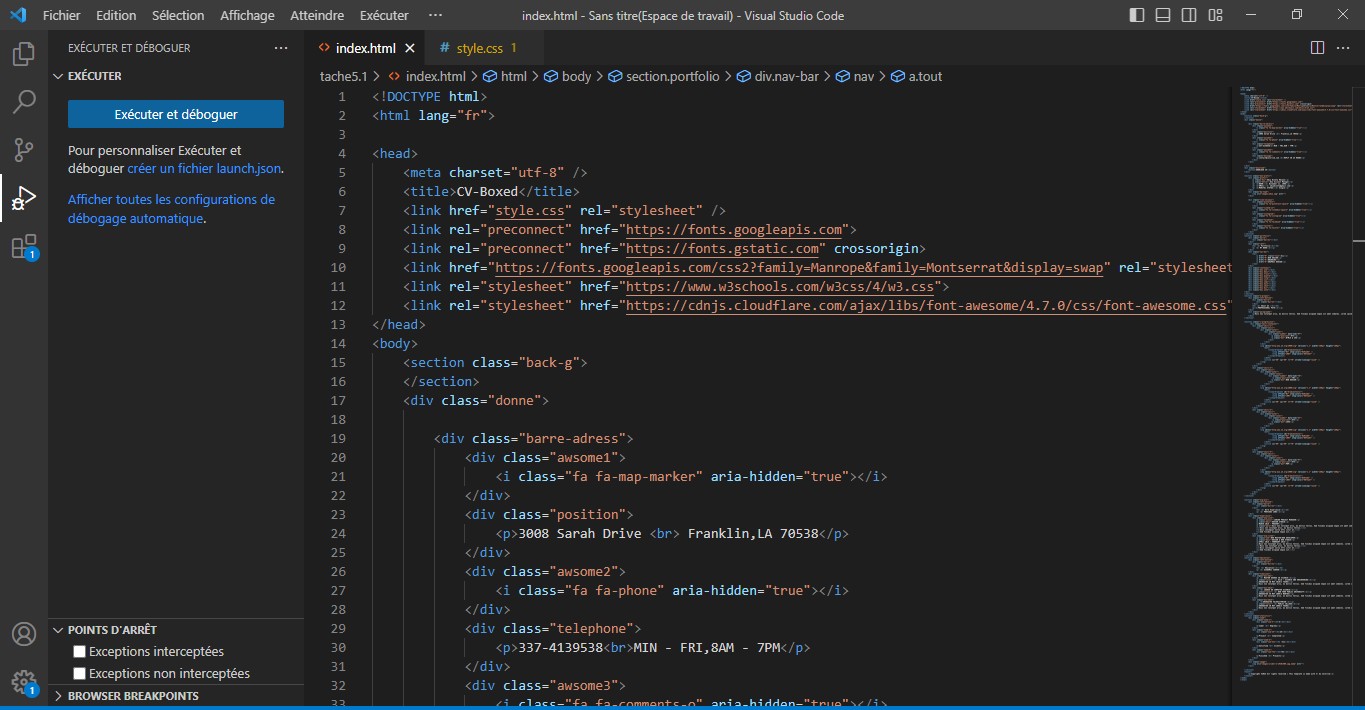 Fichier Edition Sélection Affichage Atteindre Exécuter ··· index.html - Sans titre(Espace de travail) - Visual Studio Code
EXÉCUTER ET DÉBOGUER ···
EXÉCUTER
Exécuter et déboguer
Pour personnaliser Exécuter et
déboguer créer un fichier launch.json.
Afficher toutes les configurations de
débogage automatique.
1
POINTS D'ARRÊT
Exceptions interceptées
Exceptions non interceptées
BROWSER BREAKPOINTS
1
<> index.html × # style.css 1
tache5.1 > <> index.html > html > body > section.portfolio > div.nav-bar > nav > a.tout
1 <!DOCTYPE html>
2 <html lang="fr">
3
4 <head>
5 <meta charset="utf-8" />
6 <title>CV-Boxed</title>
7 <link href="style.css" rel="stylesheet" />
8 <link rel="preconnect" href="https://fonts.googleapis.com">
9 <link rel="preconnect" href="https://fonts.gstatic.com" crossorigin>
10 <link href="https://fonts.googleapis.com/css2?family=Manrope&family=Montserrat&display=swap" rel="stylesheet
11 <link rel="stylesheet" href="https://www.w3schools.com/w3css/4/w3.css">
12 <link rel="stylesheet" href="https://cdnjs.cloudflare.com/ajax/libs/font-awesome/4.7.0/css/font-awesome.css"
13 </head>
14 <body>
15 <section class="back-g">
16 </section>
17 <div class="donne">
18
19 <div class="barre-adress">
20 <div class="awsome1">
21 <i class="fa fa-map-marker" aria-hidden="true"></i>
22 </div>
23 <div class="position">
24 <p>3008 Sarah Drive <br> Franklin,LA 70538</p>
25 </div>
26 <div class="awsome2">
27 <i class="fa fa-phone" aria-hidden="true"></i>
28 </div>
29 <div class="telephone">
30 <p>337-4139538<br>MIN - FRI,8AM - 7PM</p>
31 </div>
32 <div class="awsome3">
33 <i class="fa fa-comments-o" aria-hidden="true"></i>